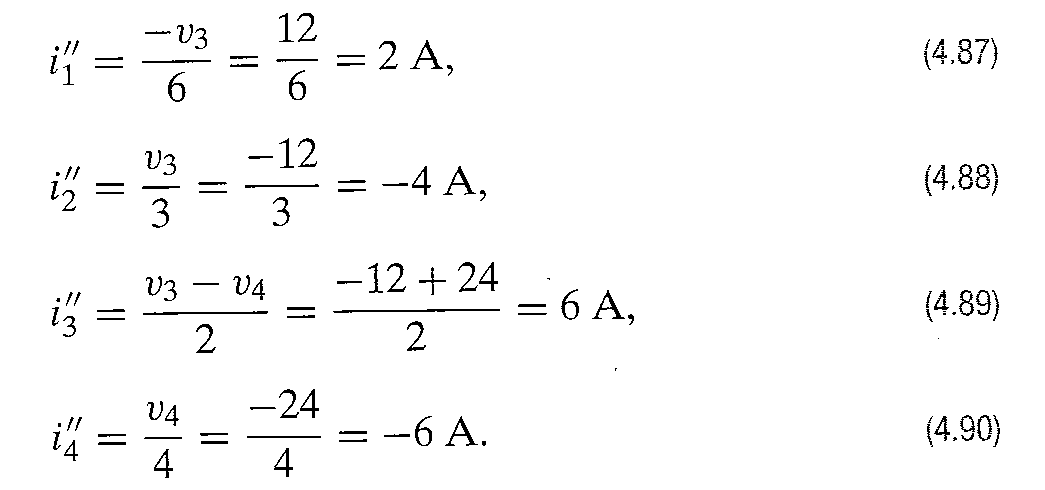 i₁″ = −v₃/6 = 12/6 = 2 A, (4.87)
i₂″ = v₃/3 = −12/3 = −4 A, (4.88)
i₃″ = (v₃ − v₄)/2 = (−12 + 24)/2 = 6 A, (4.89)
i₄″ = v₄/4 = −24/4 = −6 A. (4.90)